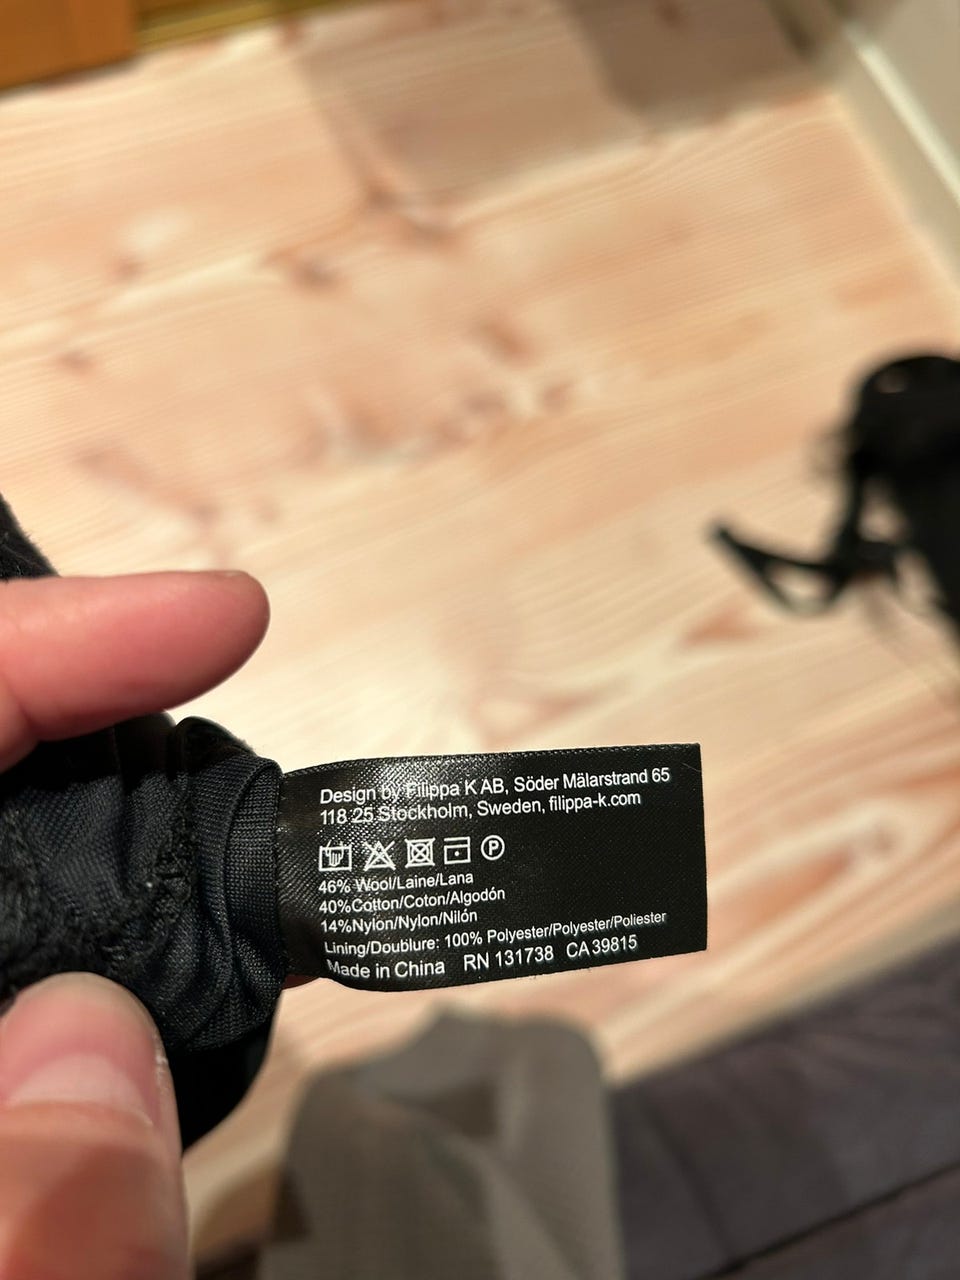 Design by Filippa K AB, Söder Mälarstrand 65
118 25 Stockholm, Sweden, filippa-k.com
P
46% Wool/Laine/Lana
40%Cotton/Coton/Algodón
14%Nylon/Nylon/Nilón
Lining/Doublure: 100% Polyester/Polyester/Poliester
Made in China RN 131738 CA 39815